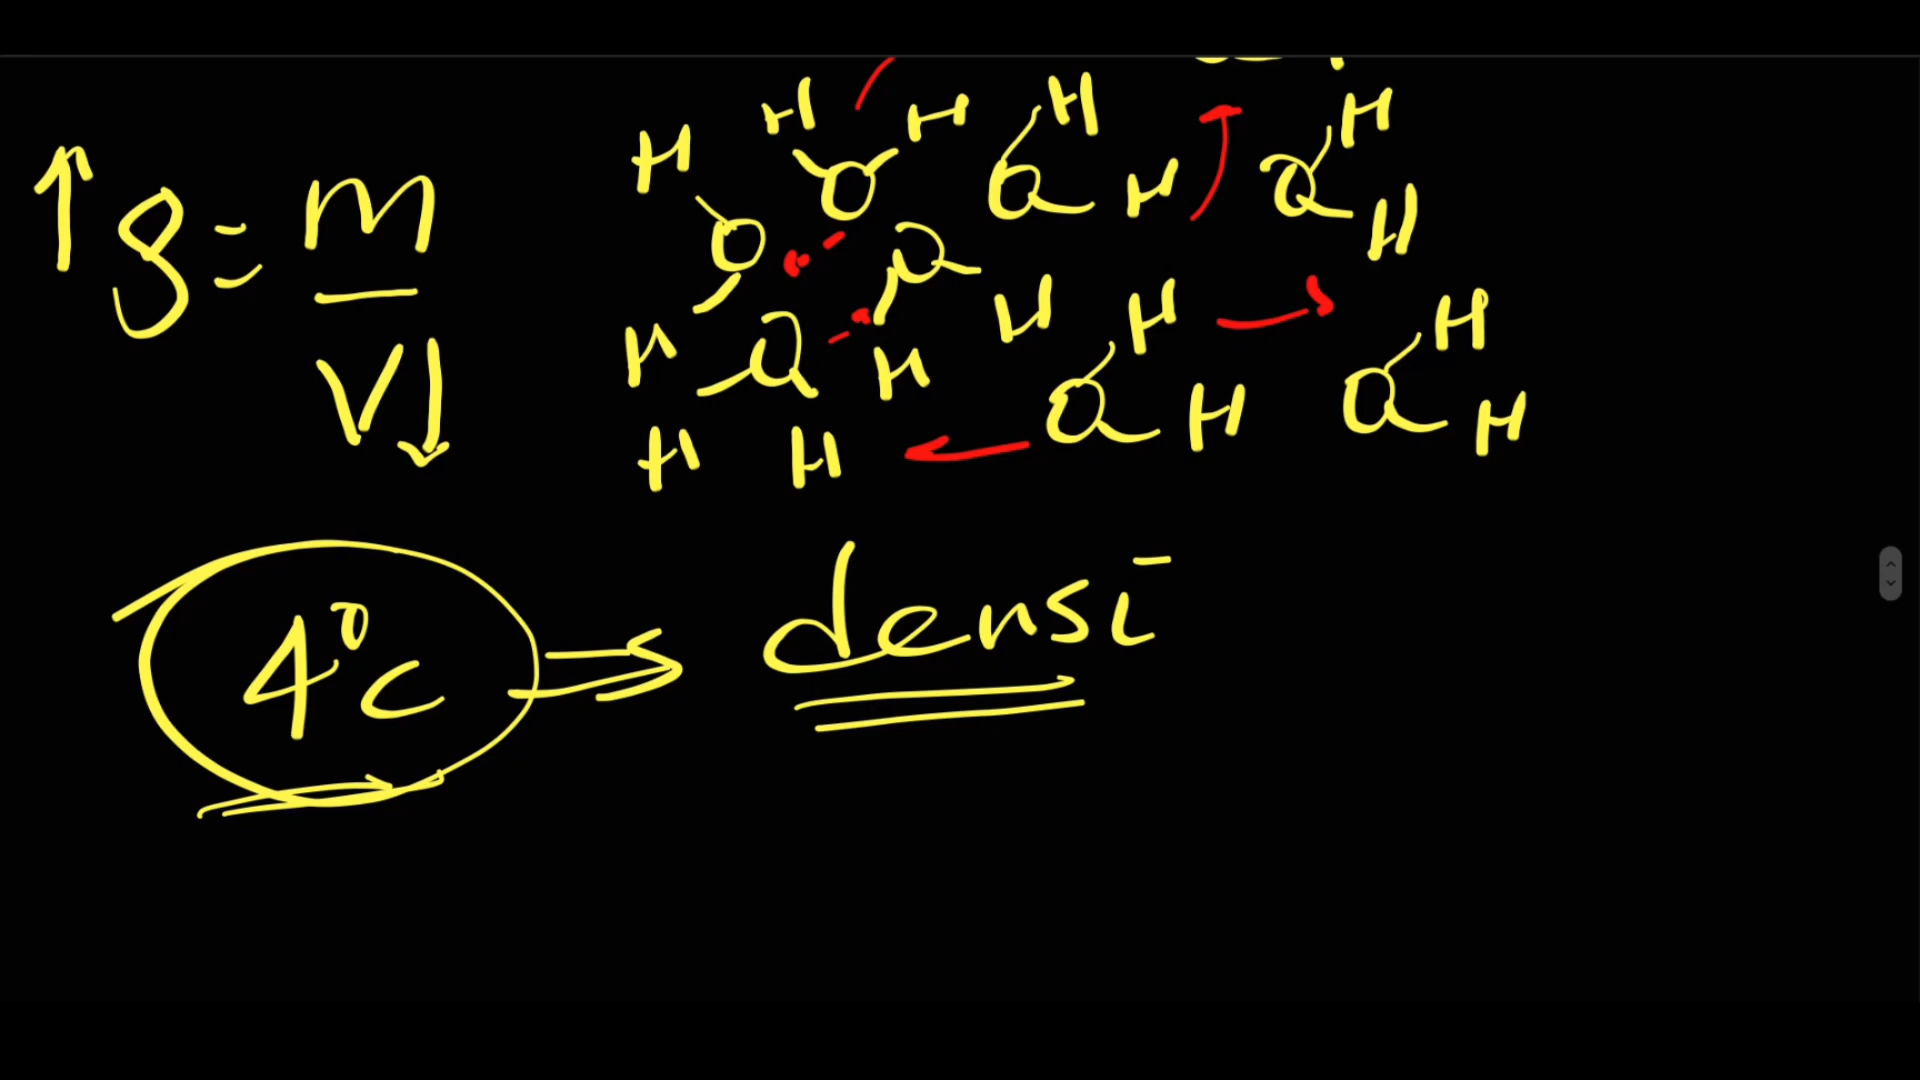 ↑ρ = m
V↓
H H H H H
O O O O H H
H O O H H H
H O H O H O H
H H
4°C ⇒ densi